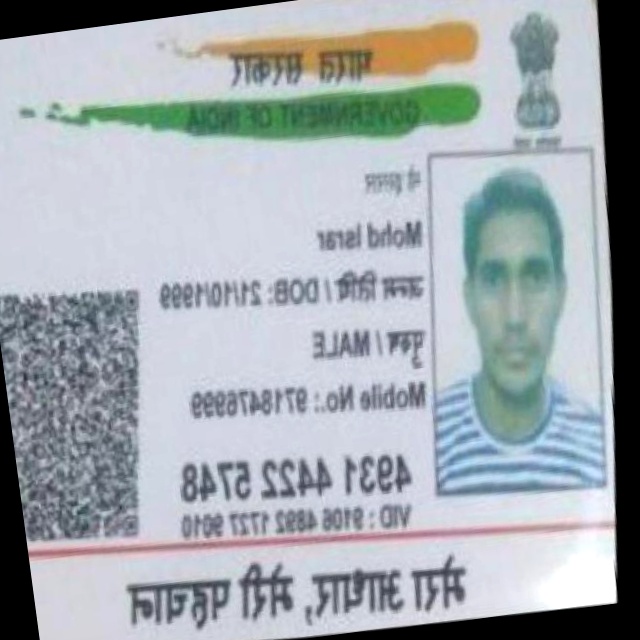 भारत सरकार
GOVERNMENT OF INDIA
मो इसरार
Mohd Israr
जन्म तिथि / DOB: 21/10/1999
पुरुष / MALE
Mobile No.: 9718476999
4931 4422 5748
VID : 9106 4892 1727 9010
मेरा आधार, मेरी पहचान